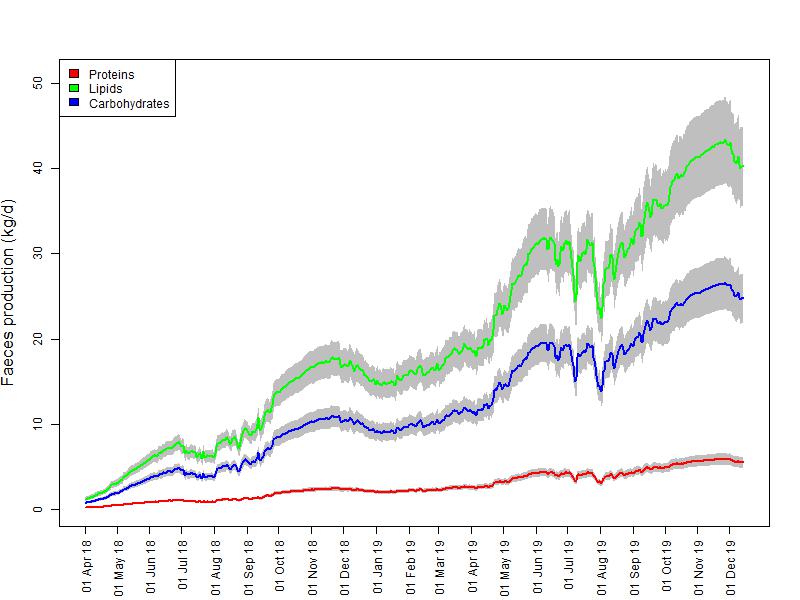 Proteins
Lipids
Carbohydrates
Faeces production (kg/d)
50
40
30
20
10
0
01 Apr 18
01 May 18
01 Jun 18
01 Jul 18
01 Aug 18
01 Sep 18
01 Oct 18
01 Nov 18
01 Dec 18
01 Jan 19
01 Feb 19
01 Mar 19
01 Apr 19
01 May 19
01 Jun 19
01 Jul 19
01 Aug 19
01 Sep 19
01 Oct 19
01 Nov 19
01 Dec 19